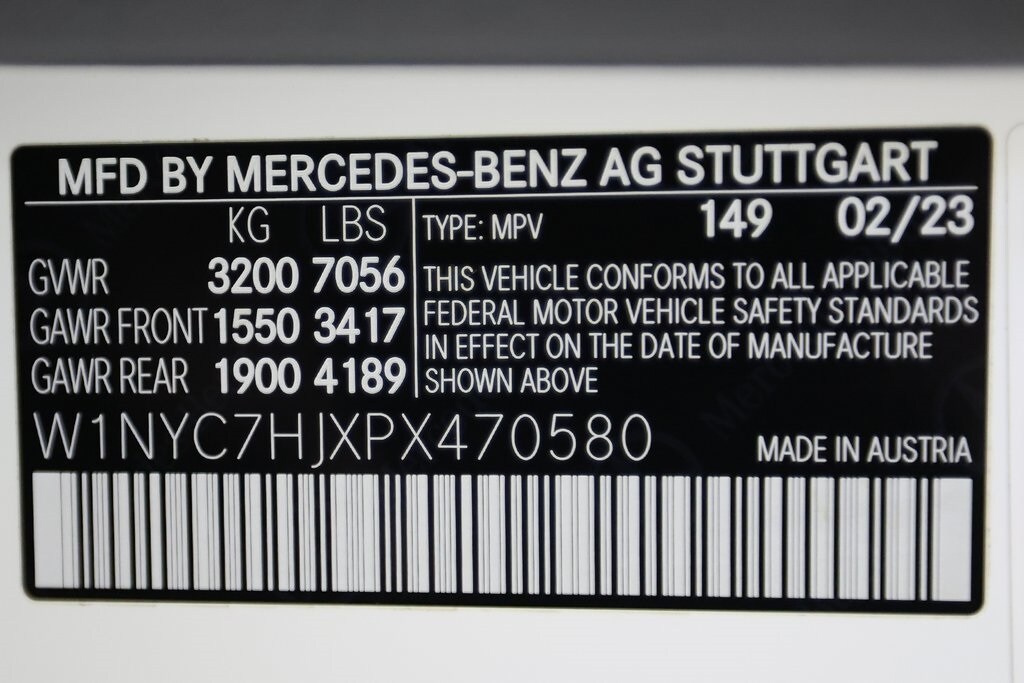 MFD BY MERCEDES-BENZ AG STUTTGART
KG LBS
GVWR 3200 7056
GAWR FRONT 1550 3417
GAWR REAR 1900 4189
TYPE: MPV 149 02/23
THIS VEHICLE CONFORMS TO ALL APPLICABLE
FEDERAL MOTOR VEHICLE SAFETY STANDARDS
IN EFFECT ON THE DATE OF MANUFACTURE
SHOWN ABOVE
W1NYC7HJXPX470580
MADE IN AUSTRIA